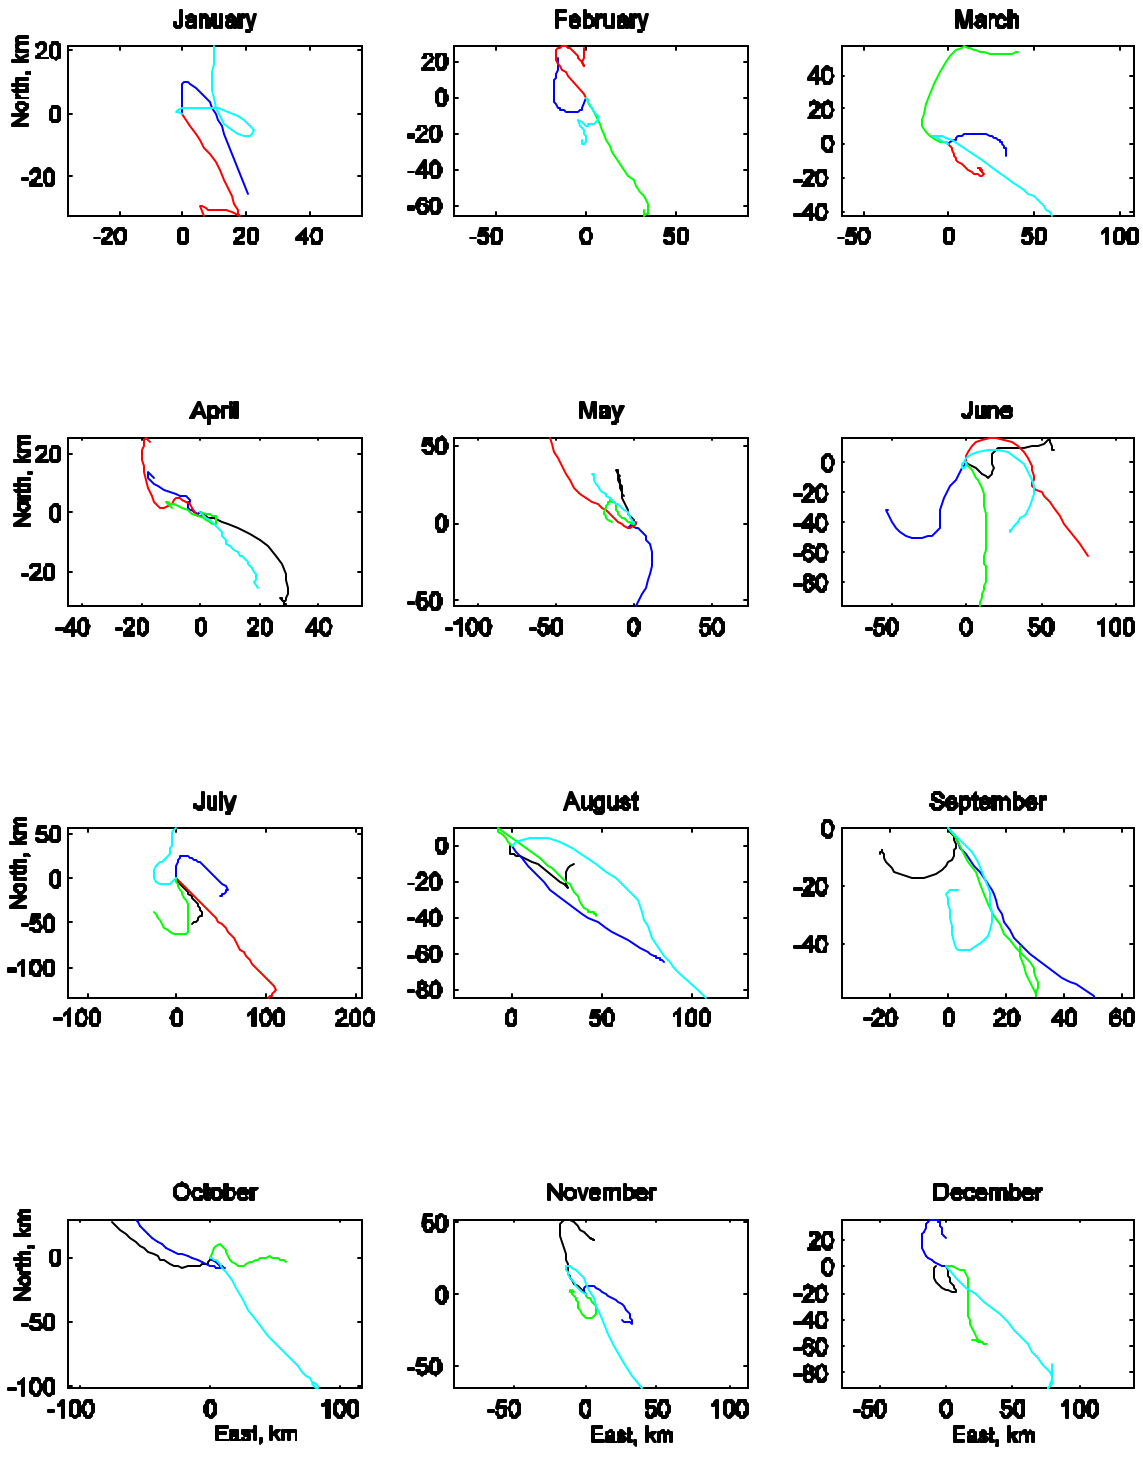 January February March
North, km
20
0
-20
-20 0 20 40
20
0
-20
-40
-60
-50 0 50
40
20
0
-20
-40
-50 0 50 100
April May June
North, km
20
0
-20
-40 -20 0 20 40
50
0
-50
-100 -50 0 50
0
-20
-40
-60
-80
-50 0 50 100
July August September
North, km
50
0
-50
-100
-100 0 100 200
0
-20
-40
-60
-80
0 50 100
0
-20
-40
-20 0 20 40 60
October November December
North, km
0
-50
-100
-100 0 100
East, km
50
0
-50
-50 0 50 100
East, km
20
0
-20
-40
-60
-80
-50 0 50 100
East, km